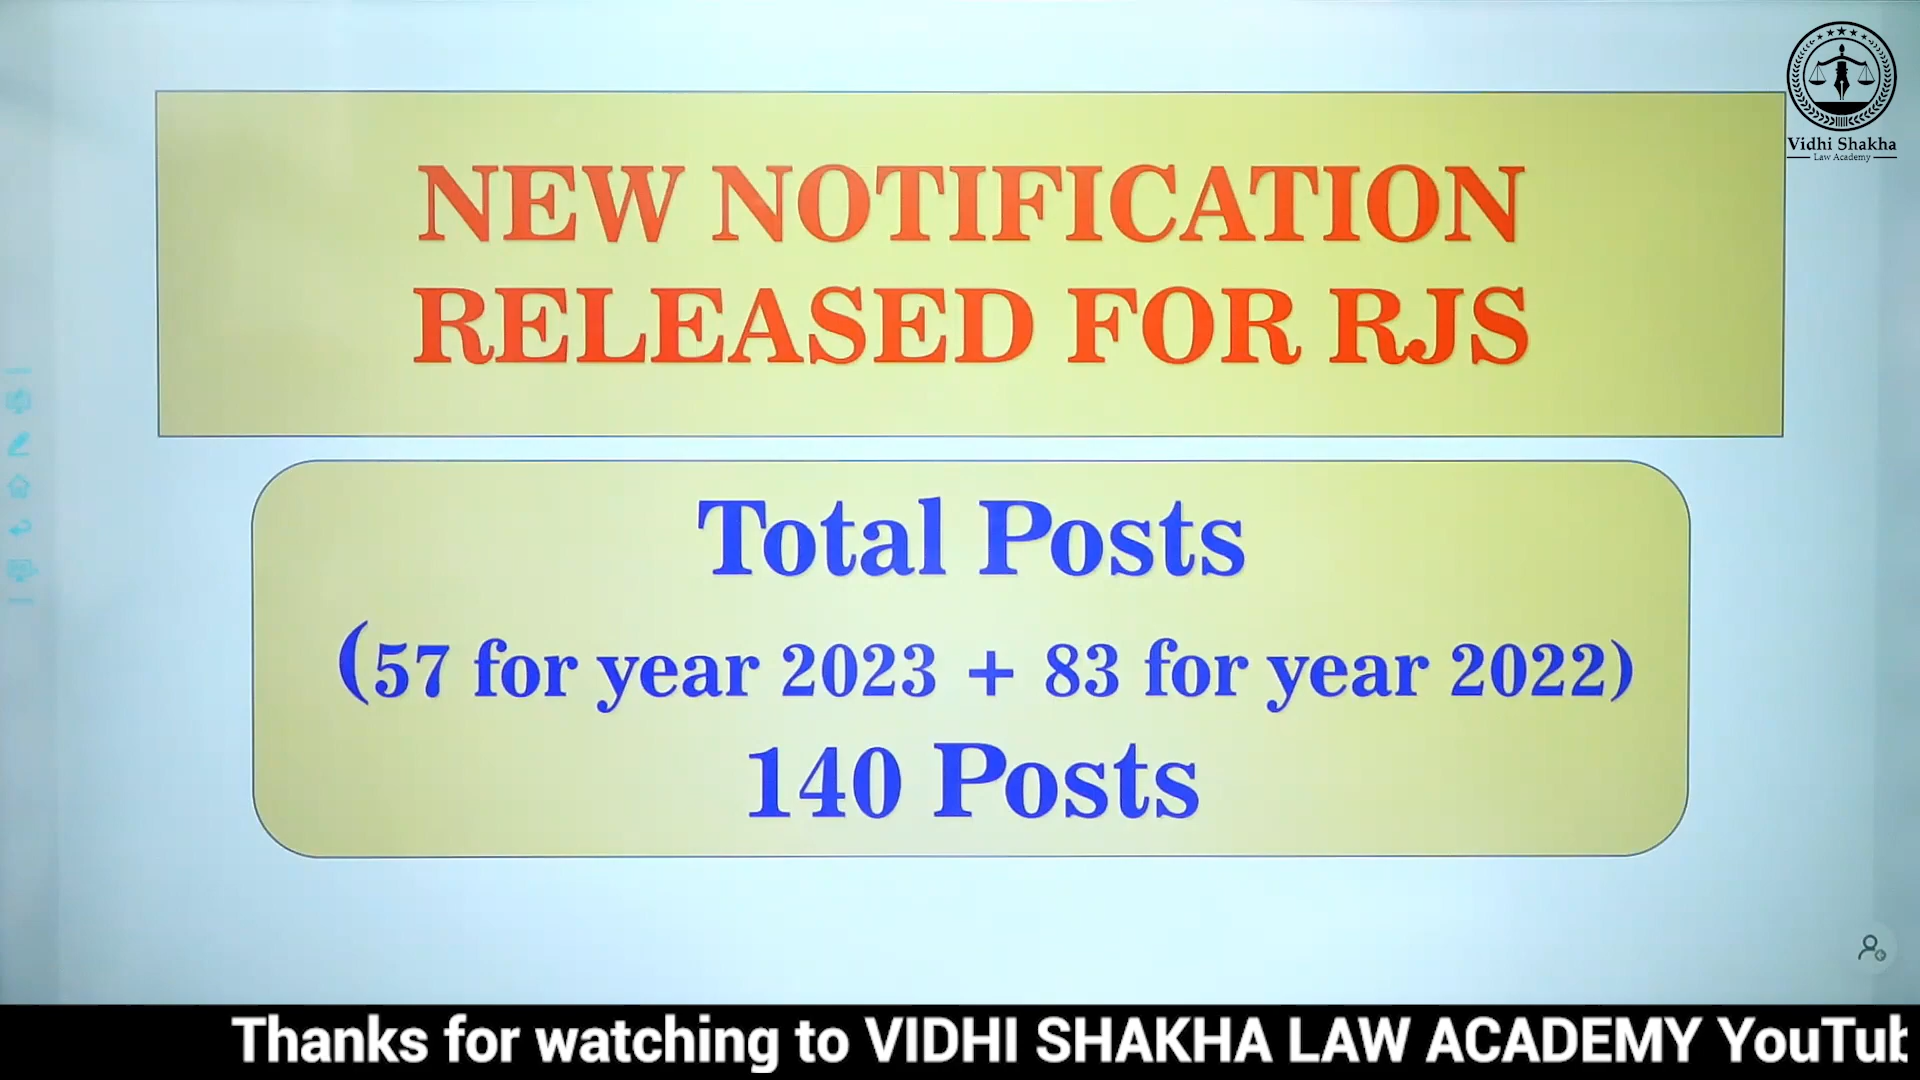 Vidhi Shakha
Law Academy
NEW NOTIFICATION
RELEASED FOR RJS
Total Posts
(57 for year 2023 + 83 for year 2022)
140 Posts
Thanks for watching to VIDHI SHAKHA LAW ACADEMY YouTub